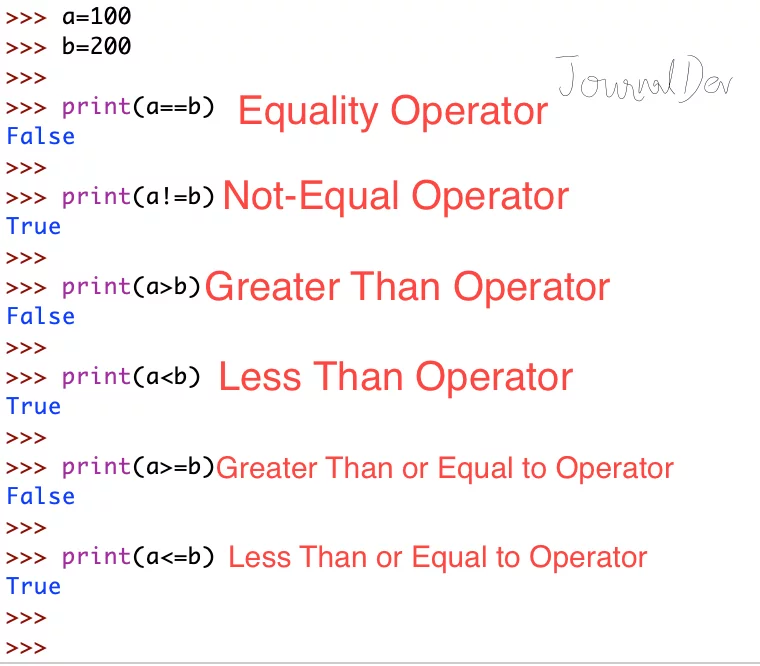 >>> a=100
>>> b=200
>>>
JournalDev
>>> print(a==b) Equality Operator
False
>>>
>>> print(a!=b) Not-Equal Operator
True
>>>
>>> print(a>b) Greater Than Operator
False
>>>
>>> print(a<b) Less Than Operator
True
>>>
>>> print(a>=b) Greater Than or Equal to Operator
False
>>>
>>> print(a<=b) Less Than or Equal to Operator
True
>>>
>>>